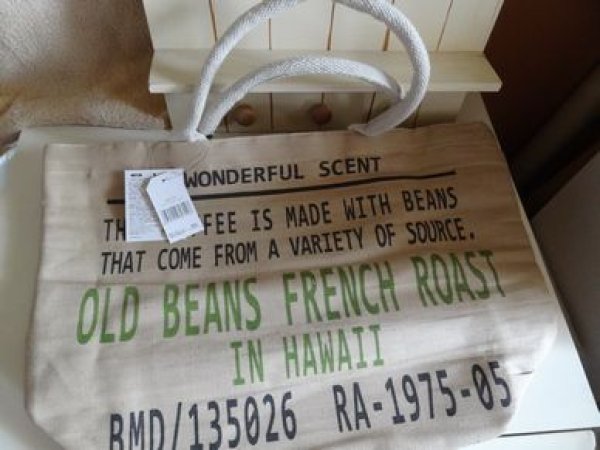 WONDERFUL SCENT
TH FEE IS MADE WITH BEANS
THAT COME FROM A VARIETY OF SOURCE.
OLD BEANS FRENCH ROAST
IN HAWAII
BMD/135026 RA-1975-05